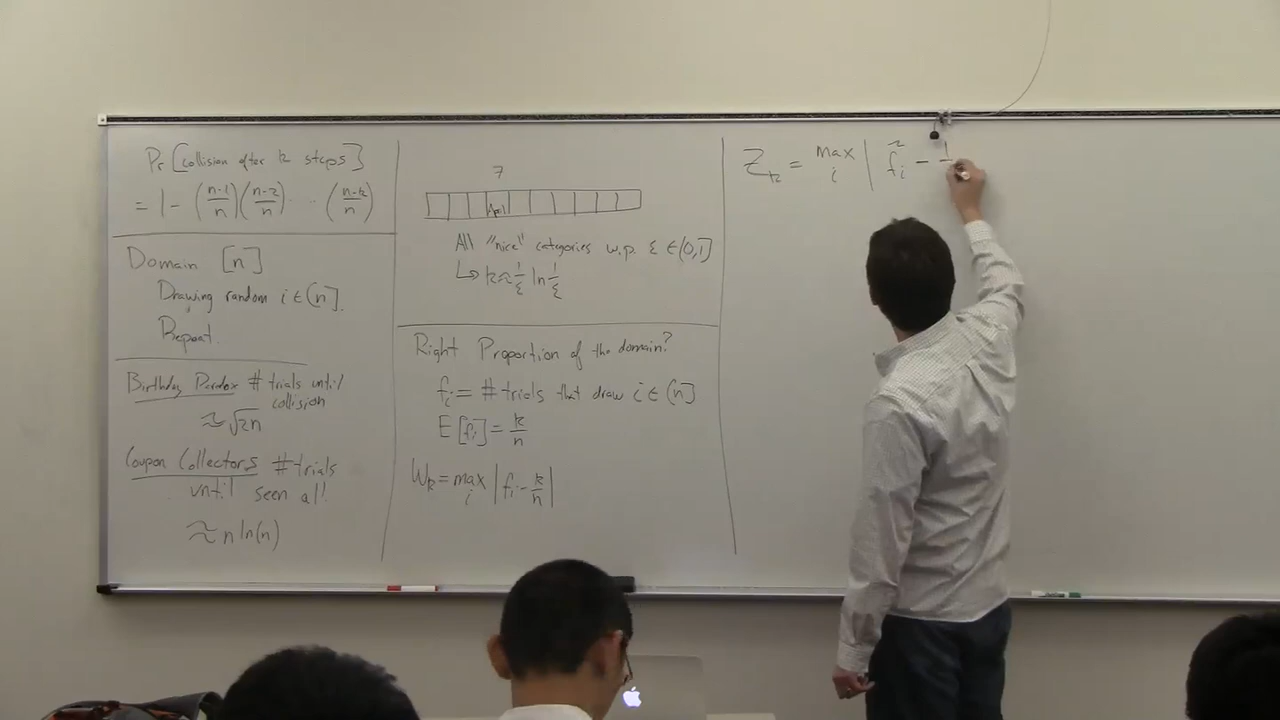 Pr[collision after k steps]
= 1 - (n-1/n)(n-2/n) ... (n-k/n)
Domain [n]
Drawing random i ∈ [n].
Repeat.
Birthday Paradox # trials until
collision
≈ √2n
Coupon Collectors # trials
until seen all
≈ n ln(n)
7
All "nice" categories w.p. ε ∈ (0,1]
↳ k ≈ 1/ε ln 1/ε
Right Proportion of the domain?
fi = # trials that draw i ∈ [n]
E[fi] = k/n
Wk = max i | fi - k/n |
Zk = max i | f̃i - 1